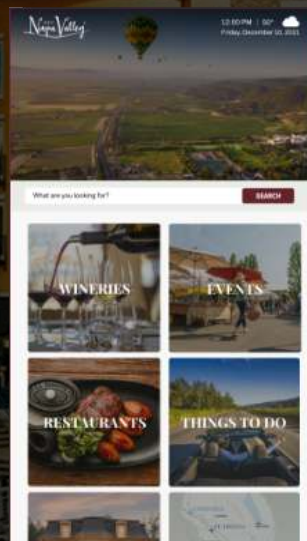 Napa Valley
12:00 PM | 50°
Friday, December 10, 2021
What are you looking for?
SEARCH
WINERIES
EVENTS
RESTAURANTS
THINGS TO DO